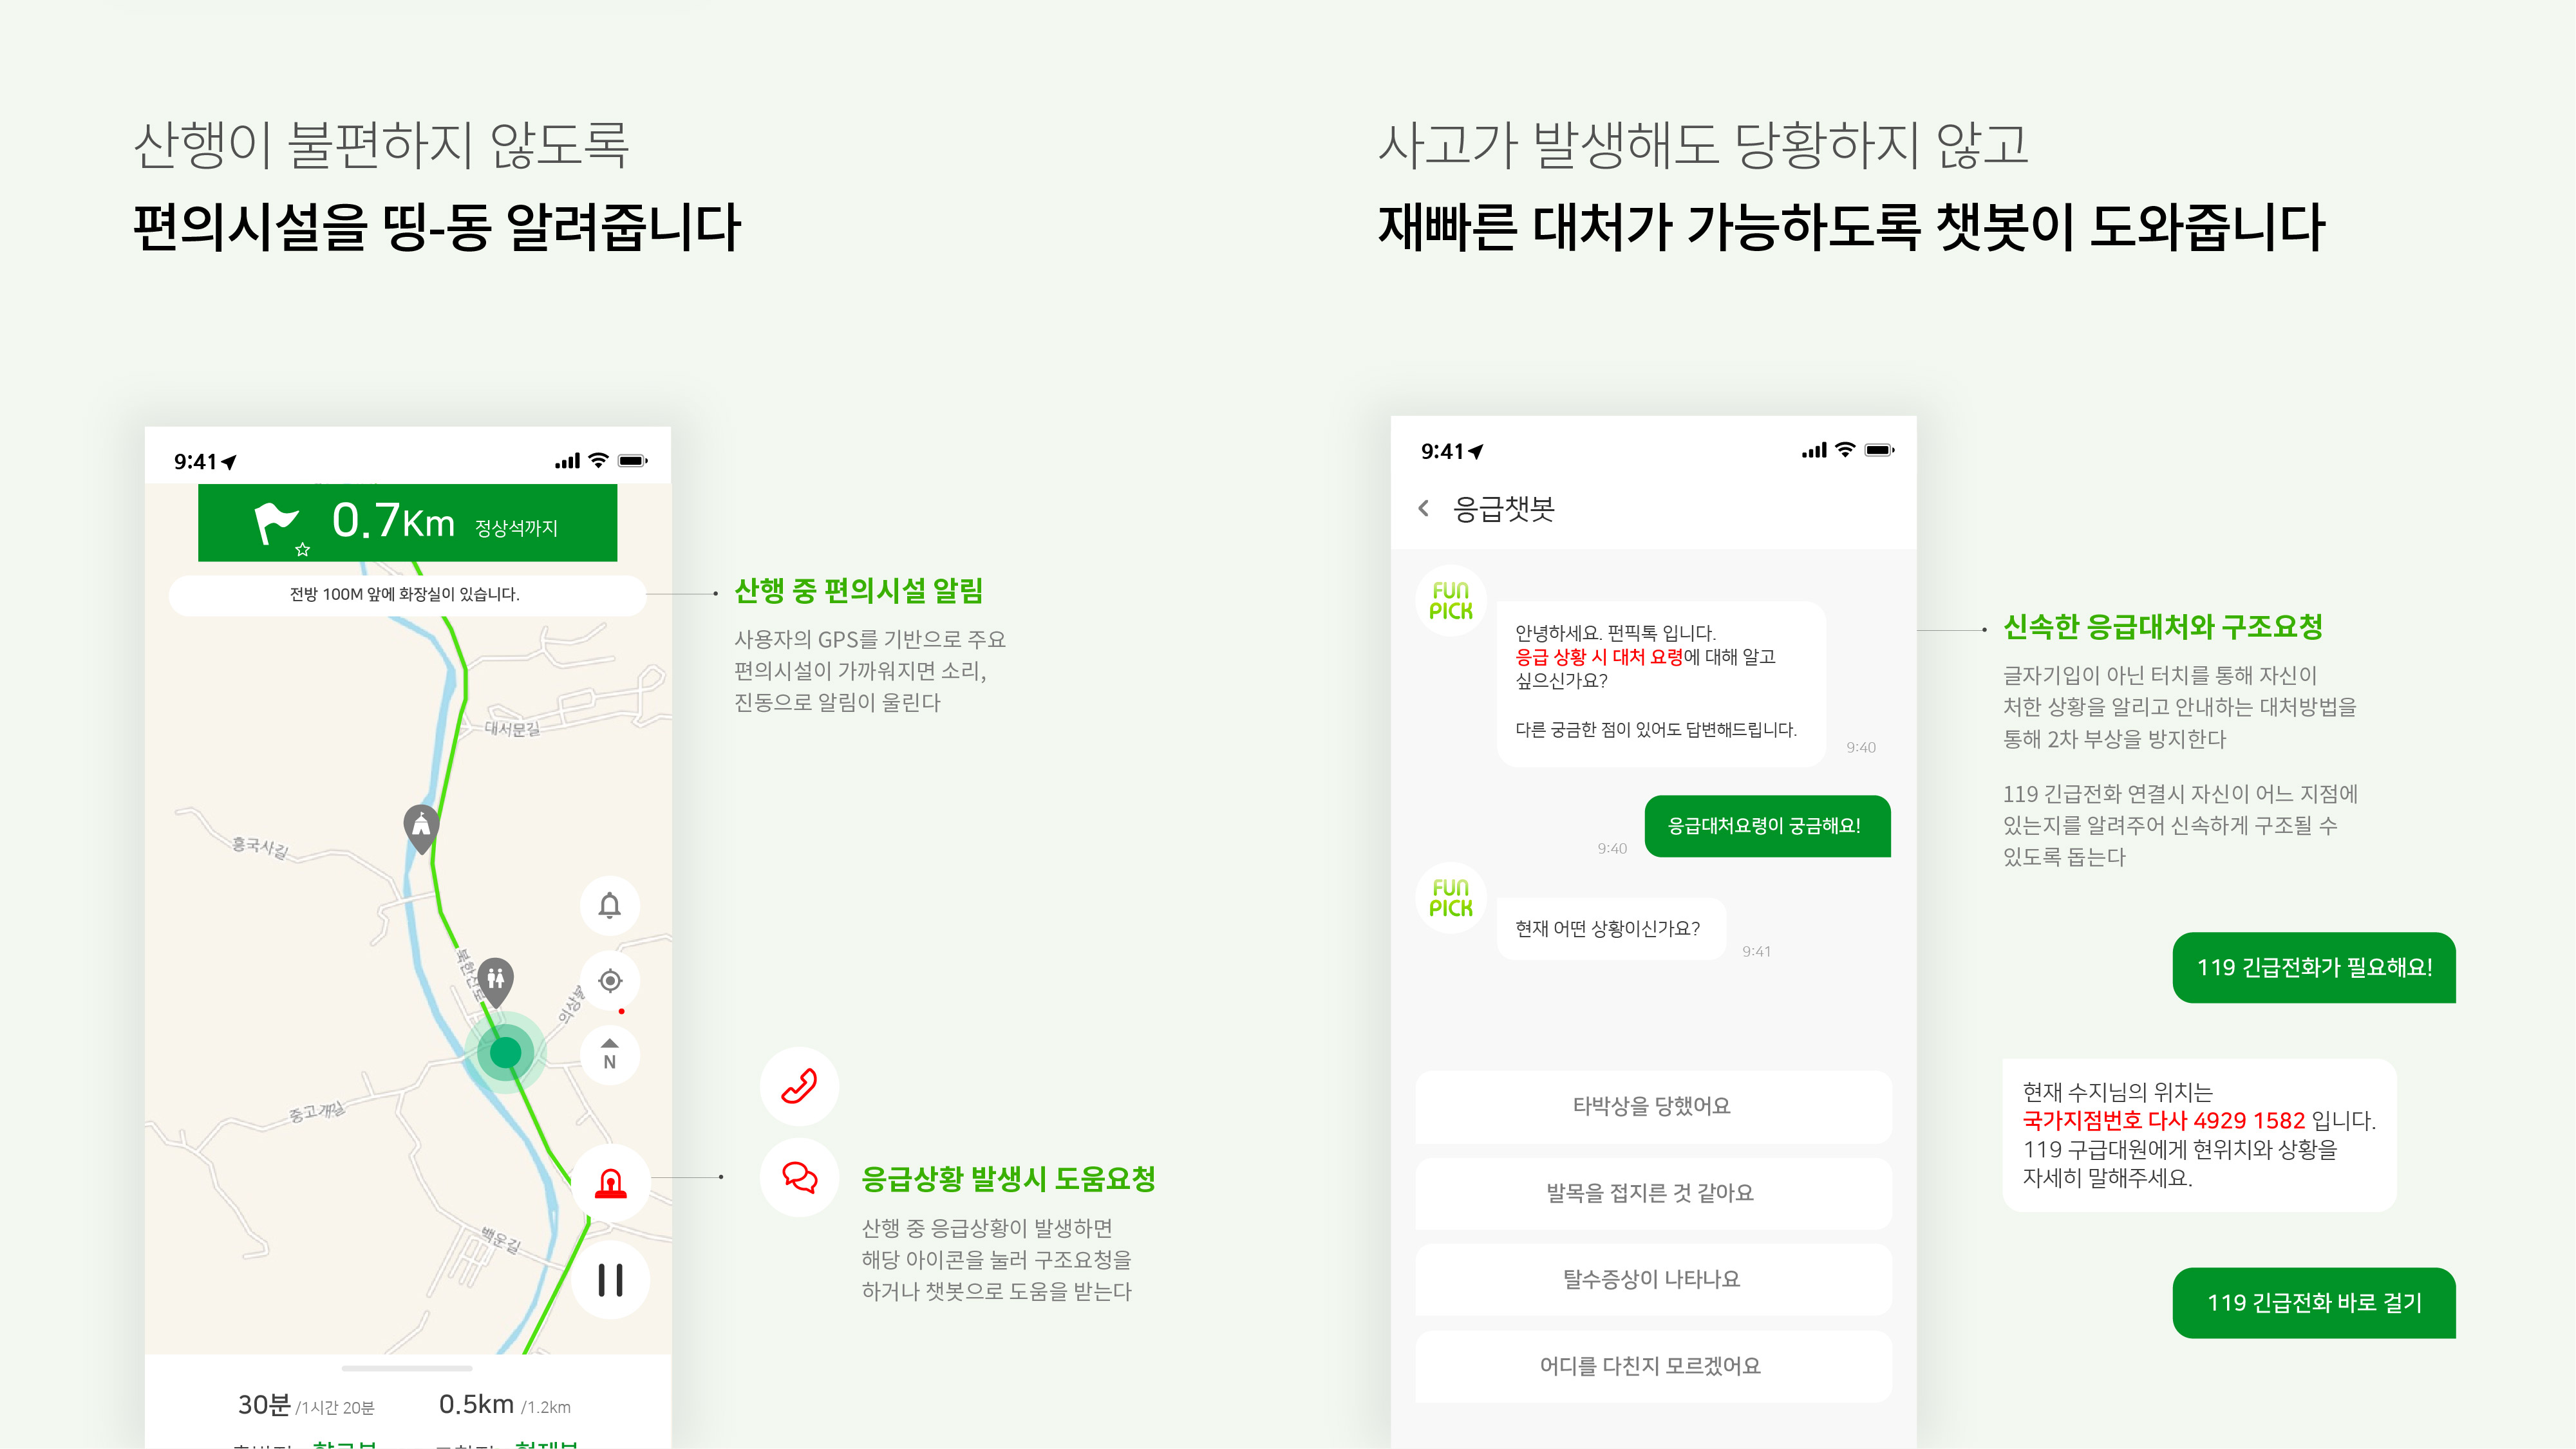 산행이 불편하지 않도록
편의시설을 띵-동 알려줍니다
9:41
0.7Km 정상석까지
전방 100M 앞에 화장실이 있습니다.
대서문길
흥국사길
북한산로
의상봉
N
중고개길
백운길
30분 /1시간 20분
0.5km /1.2km
산행 중 편의시설 알림
사용자의 GPS를 기반으로 주요
편의시설이 가까워지면 소리,
진동으로 알림이 울린다
응급상황 발생시 도움요청
산행 중 응급상황이 발생하면
해당 아이콘을 눌러 구조요청을
하거나 챗봇으로 도움을 받는다
사고가 발생해도 당황하지 않고
재빠른 대처가 가능하도록 챗봇이 도와줍니다
9:41
응급챗봇
FUN
PICK
안녕하세요. 펀픽톡 입니다.
응급 상황 시 대처 요령에 대해 알고
싶으신가요?
다른 궁금한 점이 있어도 답변해드립니다.
9:40
응급대처요령이 궁금해요!
9:40
FUN
PICK
현재 어떤 상황이신가요?
9:41
타박상을 당했어요
발목을 접지른 것 같아요
탈수증상이 나타나요
어디를 다친지 모르겠어요
신속한 응급대처와 구조요청
글자기입이 아닌 터치를 통해 자신이
처한 상황을 알리고 안내하는 대처방법을
통해 2차 부상을 방지한다
119 긴급전화 연결시 자신이 어느 지점에
있는지를 알려주어 신속하게 구조될 수
있도록 돕는다
119 긴급전화가 필요해요!
현재 수지님의 위치는
국가지점번호 다사 4929 1582 입니다.
119 구급대원에게 현위치와 상황을
자세히 말해주세요.
119 긴급전화 바로 걸기